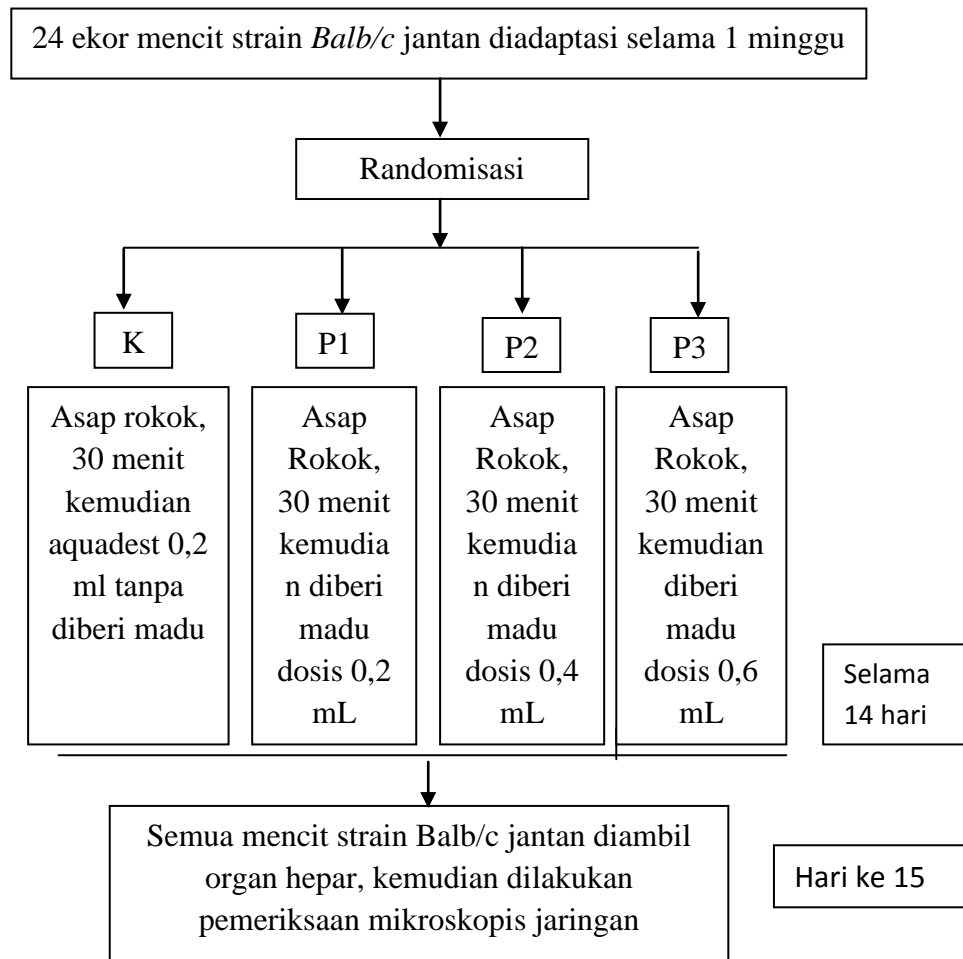 24 ekor mencit strain Balb/c jantan diadaptasi selama 1 minggu
Randomisasi
K
P1
P2
P3
Asap rokok,
30 menit
kemudian
aquadest 0,2
ml tanpa
diberi madu
Asap
Rokok,
30 menit
kemudia
n diberi
madu
dosis 0,2
mL
Asap
Rokok,
30 menit
kemudia
n diberi
madu
dosis 0,4
mL
Asap
Rokok,
30 menit
kemudian
diberi
madu
dosis 0,6
mL
Selama
14 hari
Semua mencit strain Balb/c jantan diambil
organ hepar, kemudian dilakukan
pemeriksaan mikroskopis jaringan
Hari ke 15